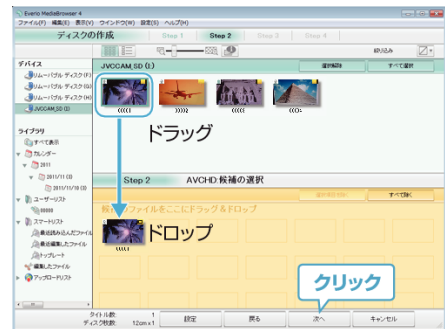 Everio MediaBrowser 4
ファイル(F) 編集(E) 表示(V) ウインドウ(W) 設定(S) ヘルプ(H)
ディスクの作成
Step 1
Step 2
Step 3
Step 4
絞り込み
デバイス
リムーバブル ディスク (F:)
リムーバブル ディスク (G:)
リムーバブル ディスク (H:)
JVCCAM_SD (I:)
ライブラリ
すべて表示
カレンダー
2011
2011/11 (3)
2011/11/18 (3)
ユーザーリスト
00000
スマートリスト
最近読み込んだファイル
最近編集したファイル
トップレート
編集したファイル
アップロードリスト
JVCCAM_SD (I:)
選択解除
すべて選択
ドラッグ
Step 2
AVCHD:候補の選択
すべて除く
候補のファイルをここにドラッグ&ドロップ
ドロップ
クリック
タイトル数 1
ディスク枚数 12cm x 1
設定
戻る
次へ
キャンセル